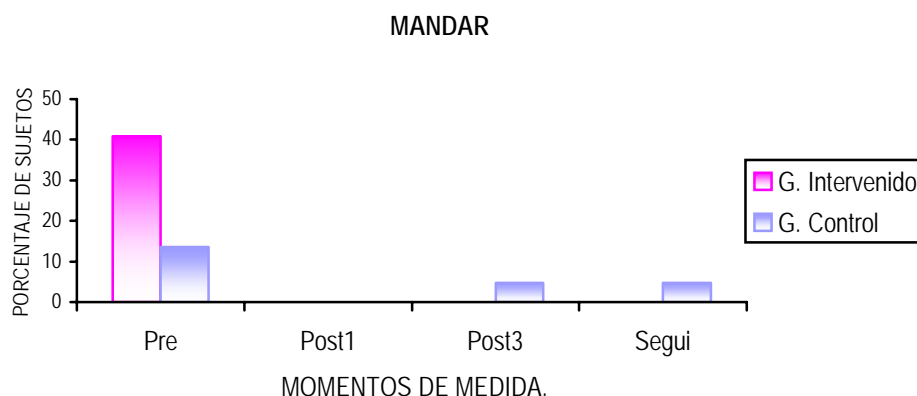 MANDAR
PORCENTAJE DE SUJETOS
50
40
30
20
10
0
Pre Post1 Post3 Segui
MOMENTOS DE MEDIDA.
G. Intervenido
G. Control